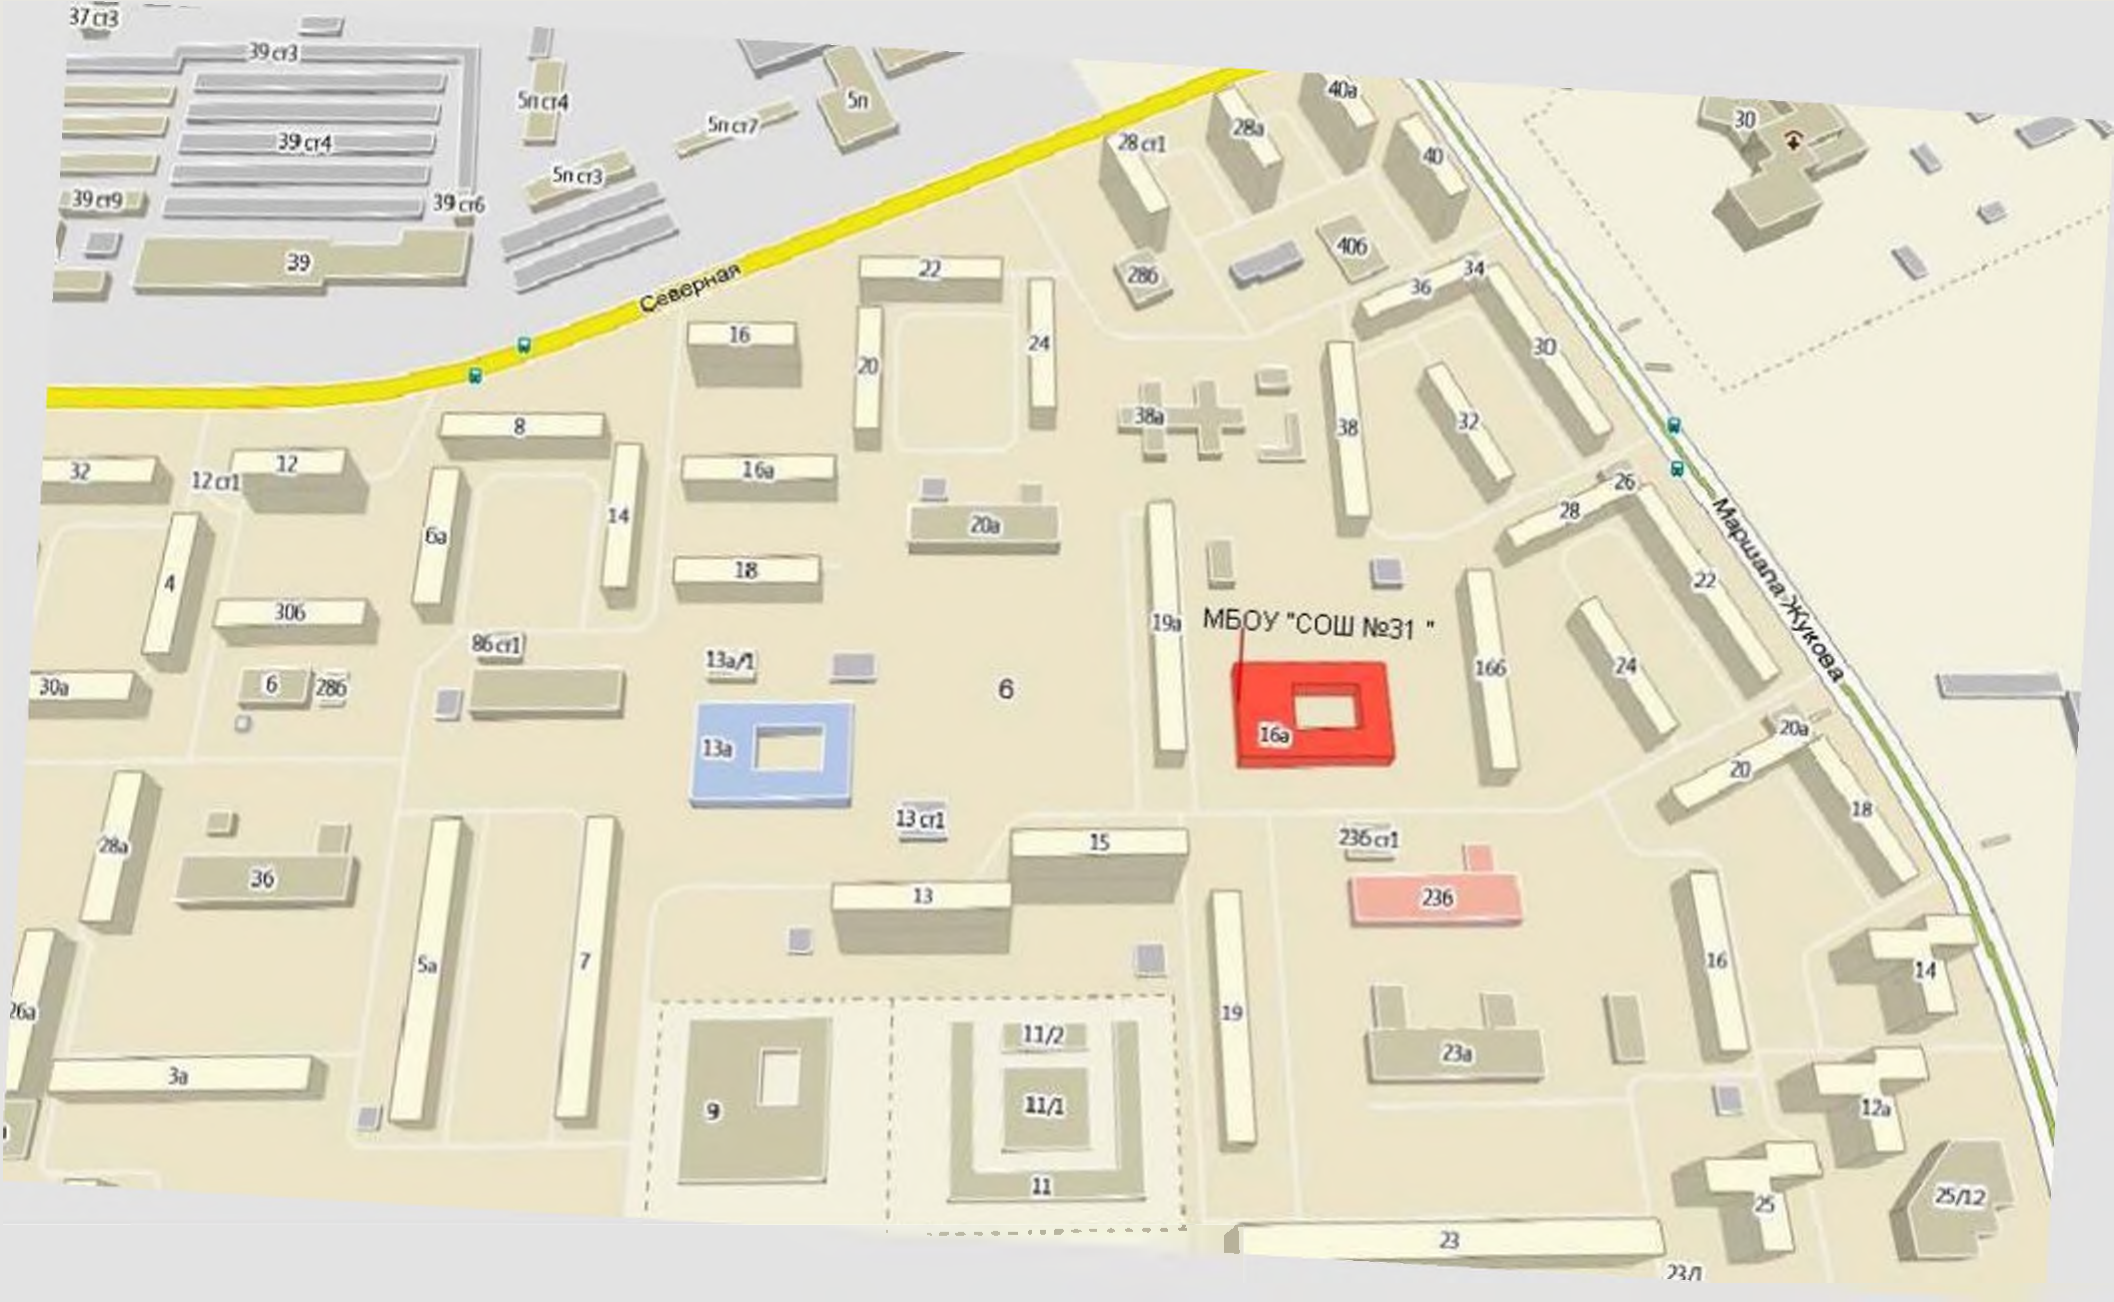 37 ст3
39 ст3
5п ст4
5п
5п ст7
39 ст4
5п ст3
39 ст9
39 ст6
39
Северная
28 ст1
28а
40а
40
30
28б
40б
22
36
34
16
20
24
30
38а
38
32
8
32
12
12 ст1
6а
14
16а
20а
28
26
Маршала Жукова
4
30б
18
19а
МБОУ "СОШ №31 "
16б
22
24
8б ст1
13а/1
6
30а
6
28б
13а
16а
20а
20
18
28а
36
13 ст1
15
23б ст1
13
23б
5а
7
16
14
26а
19
3а
9
11/2
11/1
11
23а
12а
25
25/12
23
23/1